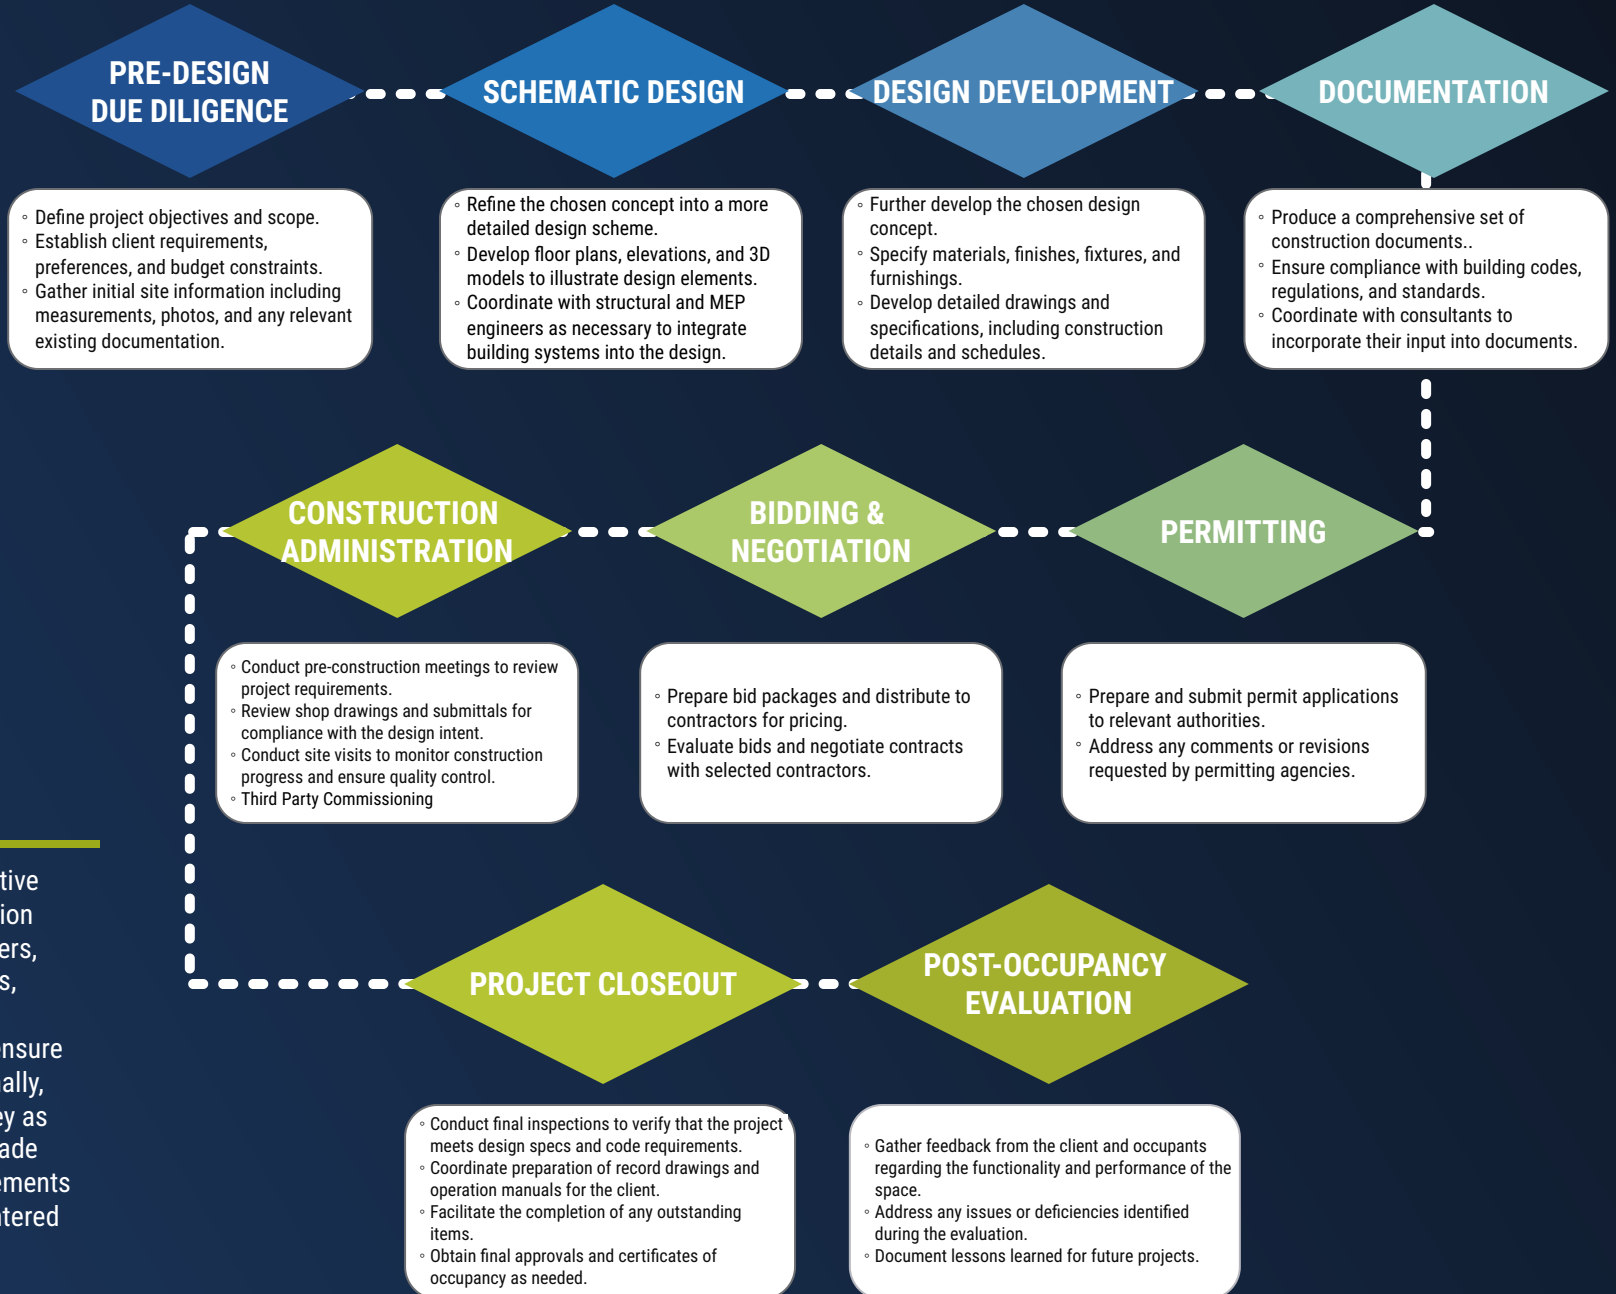 PRE-DESIGN
DUE DILIGENCE
SCHEMATIC DESIGN
DESIGN DEVELOPMENT
DOCUMENTATION
◦ Define project objectives and scope.
◦ Establish client requirements,
preferences, and budget constraints.
◦ Gather initial site information including
measurements, photos, and any relevant
existing documentation.
◦ Refine the chosen concept into a more
detailed design scheme.
◦ Develop floor plans, elevations, and 3D
models to illustrate design elements.
◦ Coordinate with structural and MEP
engineers as necessary to integrate
building systems into the design.
◦ Further develop the chosen design
concept.
◦ Specify materials, finishes, fixtures, and
furnishings.
◦ Develop detailed drawings and
specifications, including construction
details and schedules.
◦ Produce a comprehensive set of
construction documents..
◦ Ensure compliance with building codes,
regulations, and standards.
◦ Coordinate with consultants to
incorporate their input into documents.
CONSTRUCTION
ADMINISTRATION
BIDDING &
NEGOTIATION
PERMITTING
◦ Conduct pre-construction meetings to review
project requirements.
◦ Review shop drawings and submittals for
compliance with the design intent.
◦ Conduct site visits to monitor construction
progress and ensure quality control.
◦ Third Party Commissioning
◦ Prepare bid packages and distribute to
contractors for pricing.
◦ Evaluate bids and negotiate contracts
with selected contractors.
◦ Prepare and submit permit applications
to relevant authorities.
◦ Address any comments or revisions
requested by permitting agencies.
tive
ion
ers,
s,
ensure
ally,
ey as
ade
ements
tered
PROJECT CLOSEOUT
POST-OCCUPANCY
EVALUATION
◦ Conduct final inspections to verify that the project
meets design specs and code requirements.
◦ Coordinate preparation of record drawings and
operation manuals for the client.
◦ Facilitate the completion of any outstanding
items.
◦ Obtain final approvals and certificates of
occupancy as needed.
◦ Gather feedback from the client and occupants
regarding the functionality and performance of the
space.
◦ Address any issues or deficiencies identified
during the evaluation.
◦ Document lessons learned for future projects.